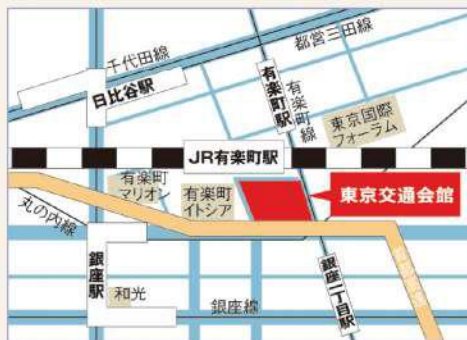 都営三田線
千代田線
日比谷駅
有楽町駅
有楽町線
東京国際
フォーラム
JR有楽町駅
有楽町
マリオン
有楽町
イトシア
東京交通会館
丸の内線
銀座駅
和光
銀座線
銀座一丁目駅